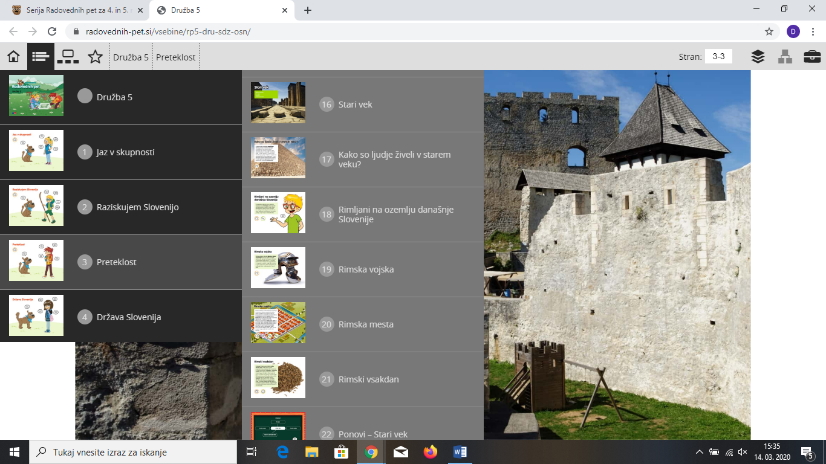 Serija Radovednih pet za 4. in 5.
Družba 5
radovednih-pet.si/vsebine/rp5-dru-sdz-osn/
Družba 5
Preteklost
Stran:
3-3
Družba 5
1 Jaz v skupnosti
2 Raziskujem Slovenijo
3 Preteklost
4 Država Slovenija
16 Stari vek
17 Kako so ljudje živeli v starem
veku?
18 Rimljani na ozemlju današnje
Slovenije
19 Rimska vojska
20 Rimska mesta
21 Rimski vsakdan
22 Ponovi – Stari vek
Tukaj vnesite izraz za iskanje
15:35
14. 03. 2020
5